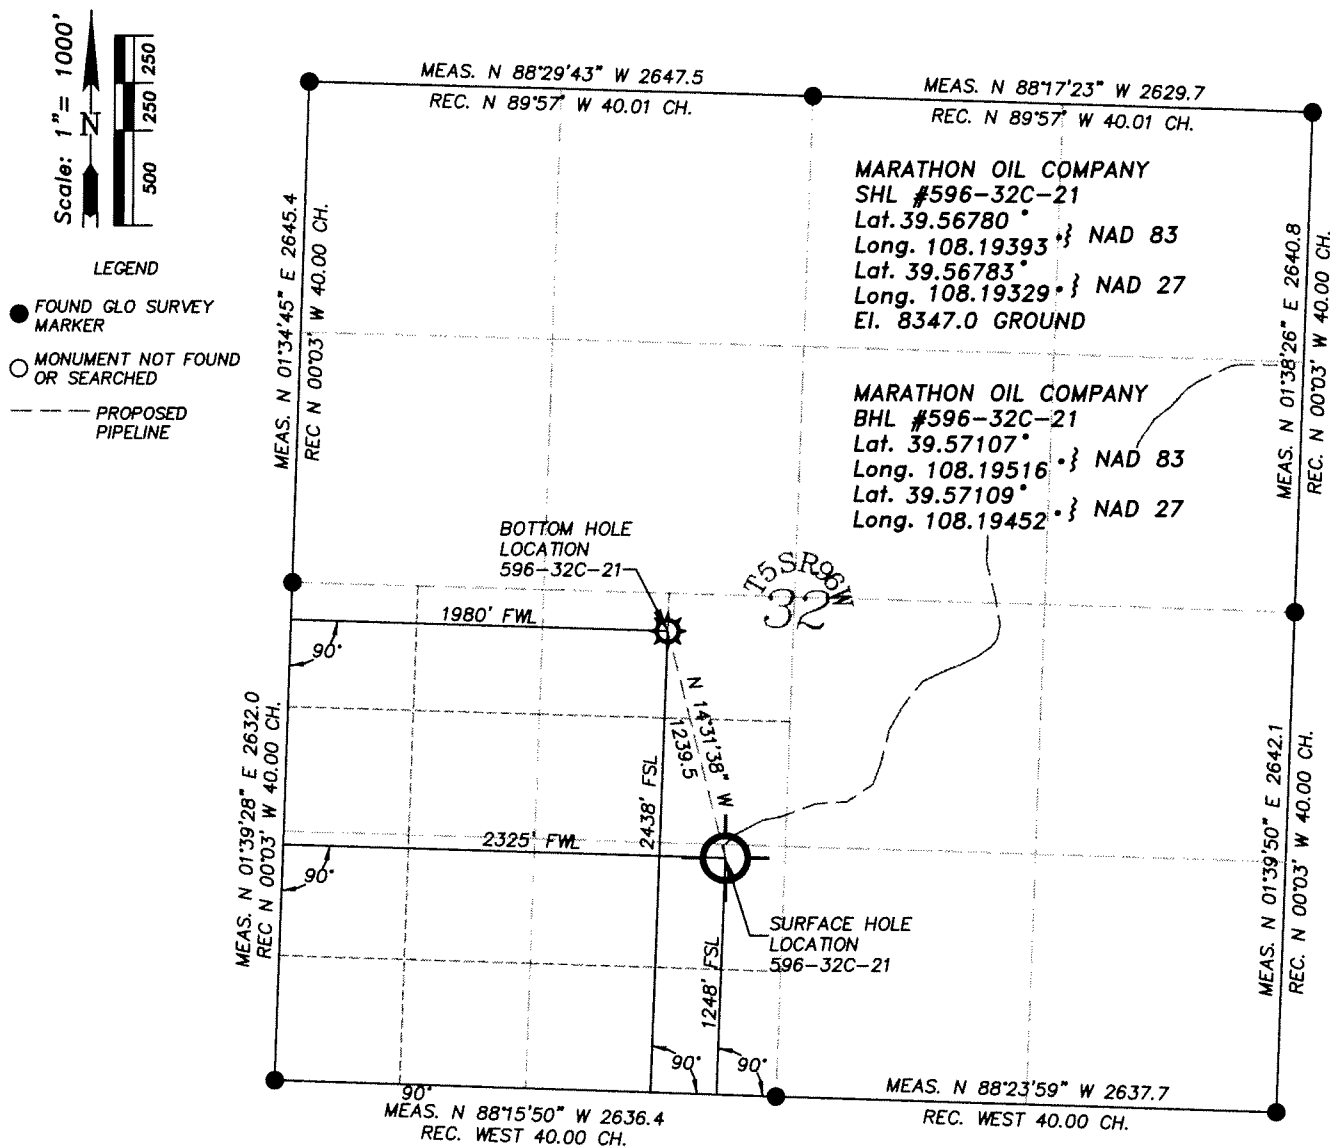 Scale: 1"= 1000'
N
500
250
250
MEAS. N 88°29'43" W 2647.5
REC. N 89°57' W 40.01 CH.
MEAS. N 88°17'23" W 2629.7
REC. N 89°57' W 40.01 CH.
LEGEND
FOUND GLO SURVEY
MARKER
MONUMENT NOT FOUND
OR SEARCHED
PROPOSED
PIPELINE
MEAS. N 01°34'45" E 2645.4
REC N 00°03' W 40.00 CH.
MARATHON OIL COMPANY
SHL #596-32C-21
Lat. 39.56780°
Long. 108.19393° } NAD 83
Lat. 39.56783°
Long. 108.19329° } NAD 27
El. 8347.0 GROUND
MARATHON OIL COMPANY
BHL #596-32C-21
Lat. 39.57107°
Long. 108.19516° } NAD 83
Lat. 39.57109°
Long. 108.19452° } NAD 27
MEAS. N 01°38'26" E 2640.8
REC. N 00°03' W 40.00 CH.
BOTTOM HOLE
LOCATION
596-32C-21
T5SR96W
32
1980' FWL
90°
N 14°31'38" W
1239.5
2438' FSL
MEAS. N 01°39'28" E 2632.0
REC N 00°03' W 40.00 CH.
2325' FWL
90°
SURFACE HOLE
LOCATION
596-32C-21
1248' FSL
MEAS. N 01°39'50" E 2642.1
REC. N 00°03' W 40.00 CH.
90°
90°
90°
MEAS. N 88°15'50" W 2636.4
REC. WEST 40.00 CH.
MEAS. N 88°23'59" W 2637.7
REC. WEST 40.00 CH.